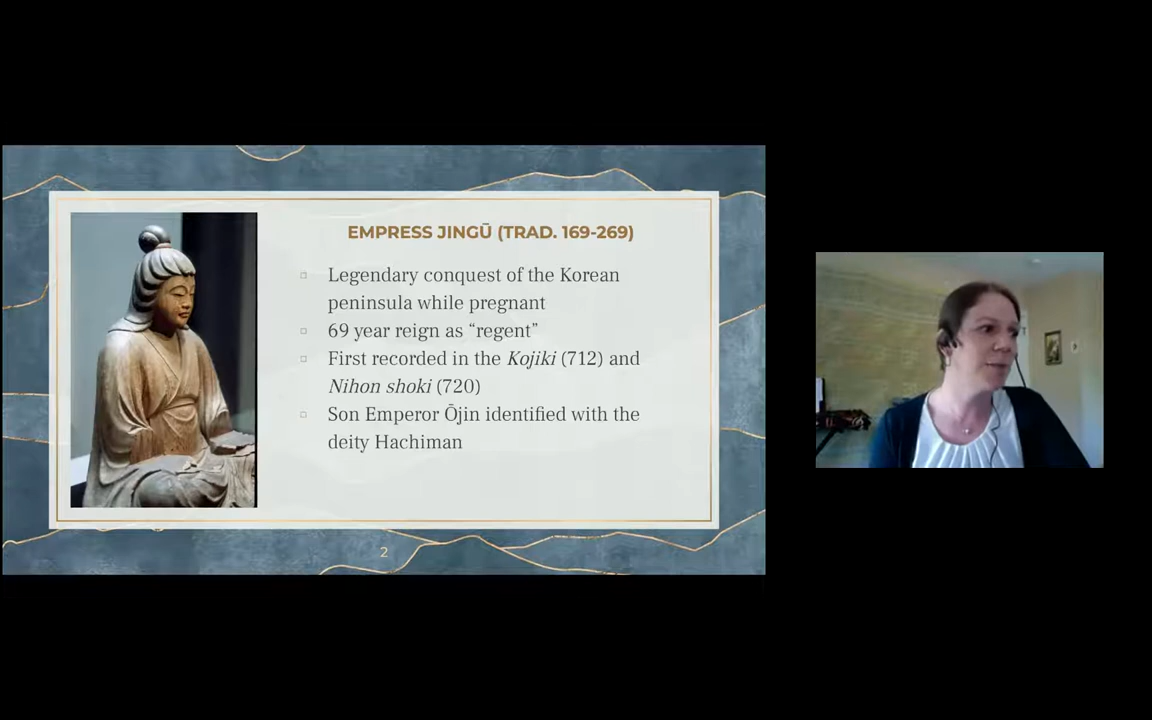 EMPRESS JINGŪ (TRAD. 169-269)
Legendary conquest of the Korean
peninsula while pregnant
69 year reign as “regent”
First recorded in the Kojiki (712) and
Nihon shoki (720)
Son Emperor Ōjin identified with the
deity Hachiman
2